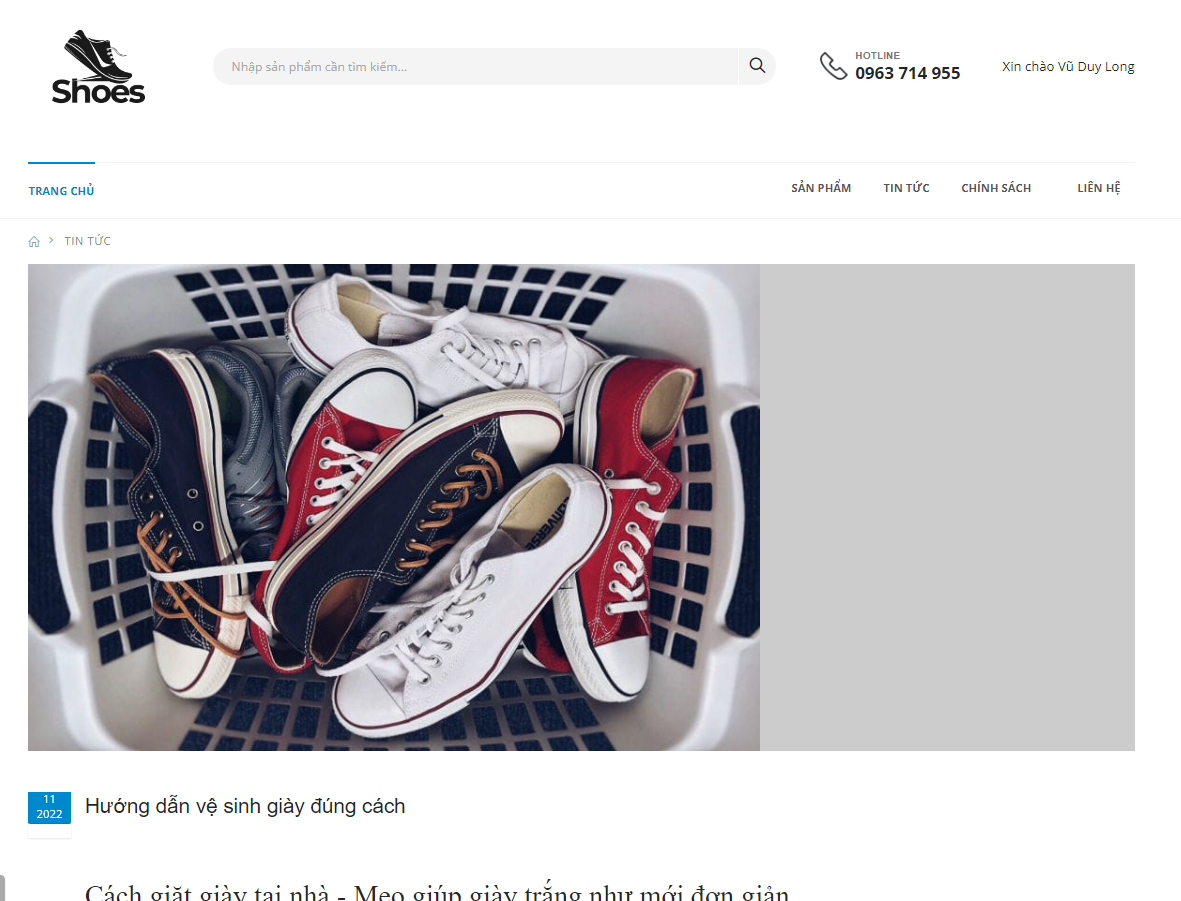 Shoes
Nhập sản phẩm cần tìm kiếm...
HOTLINE
0963 714 955
Xin chào Vũ Duy Long
TRANG CHỦ
SẢN PHẨM
TIN TỨC
CHÍNH SÁCH
LIÊN HỆ
TIN TỨC
CONVERSE
11
2022
Hướng dẫn vệ sinh giày đúng cách
Cách giặt giày tại nhà - Mẹo giúp giày trắng như mới đơn giản